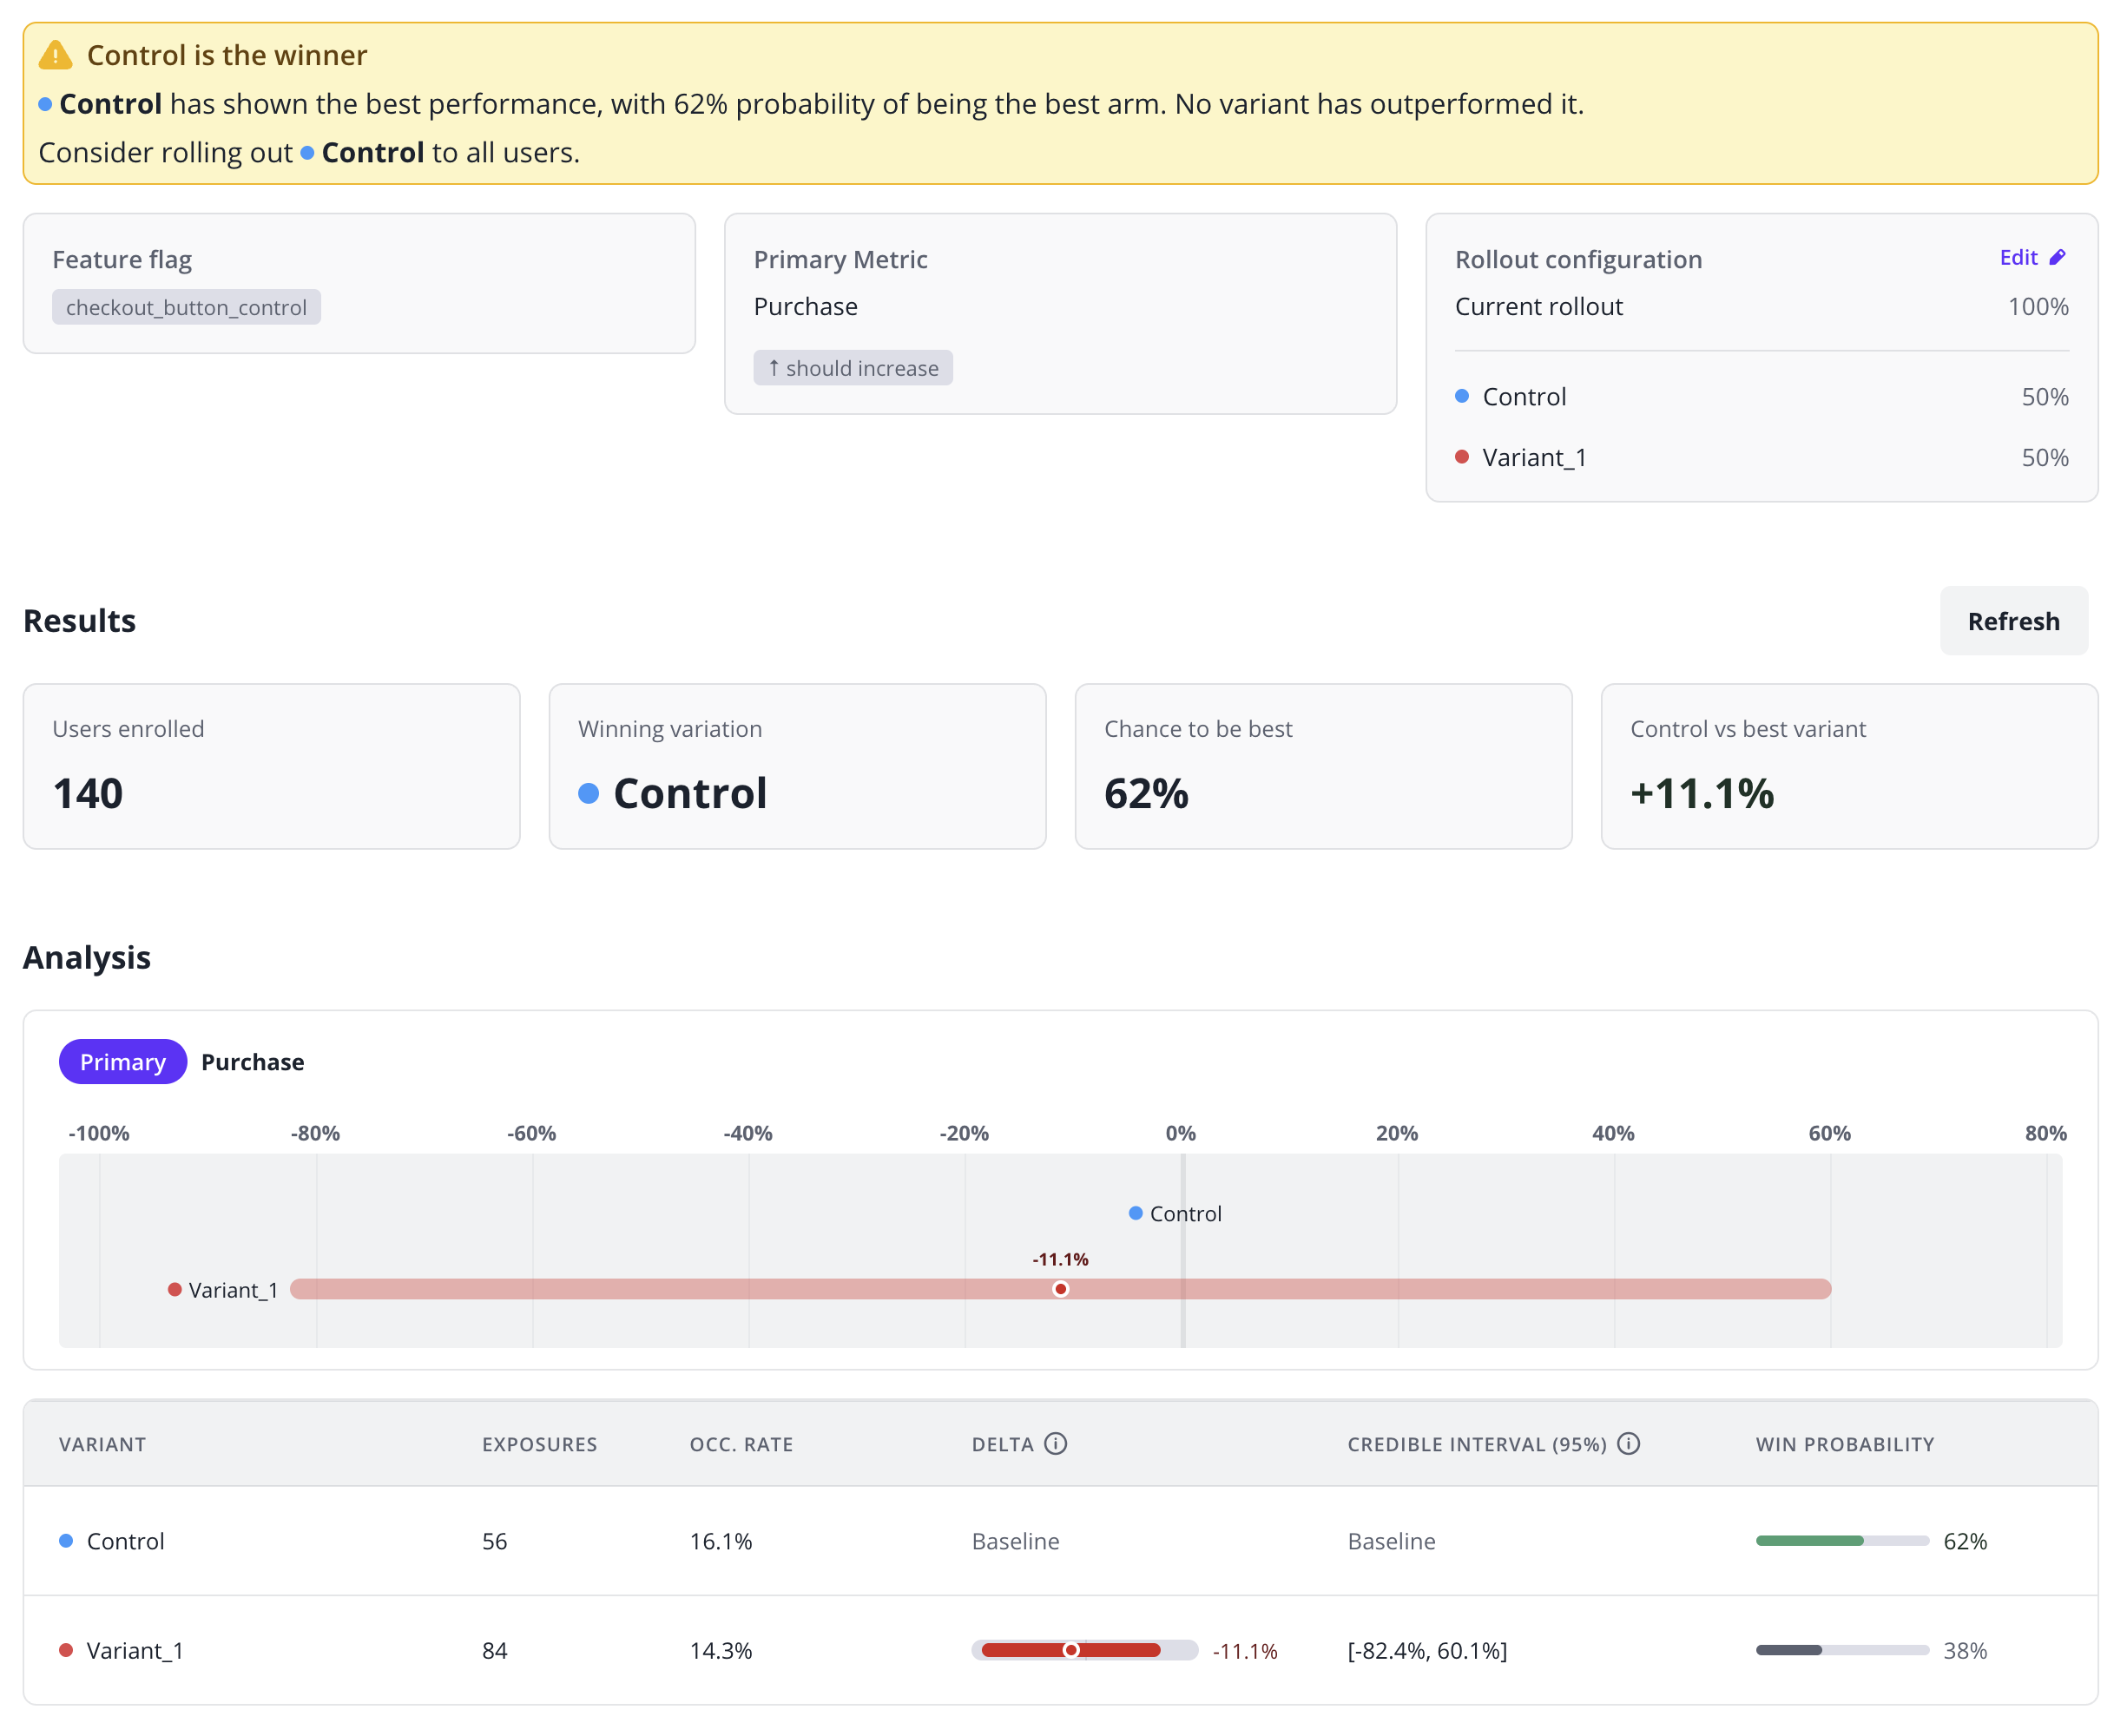 Control is the winner
Control has shown the best performance, with 62% probability of being the best arm. No variant has outperformed it.
Consider rolling out Control to all users.
Feature flag
checkout_button_control
Primary Metric
Purchase
↑ should increase
Rollout configuration
Edit
Current rollout 100%
Control 50%
Variant_1 50%
Results
Refresh
Users enrolled
140
Winning variation
Control
Chance to be best
62%
Control vs best variant
+11.1%
Analysis
Primary Purchase
-100% -80% -60% -40% -20% 0% 20% 40% 60% 80%
Control
-11.1%
Variant_1
VARIANT EXPOSURES OCC. RATE DELTA CREDIBLE INTERVAL (95%) WIN PROBABILITY
Control 56 16.1% Baseline Baseline 62%
Variant_1 84 14.3% -11.1% [-82.4%, 60.1%] 38%